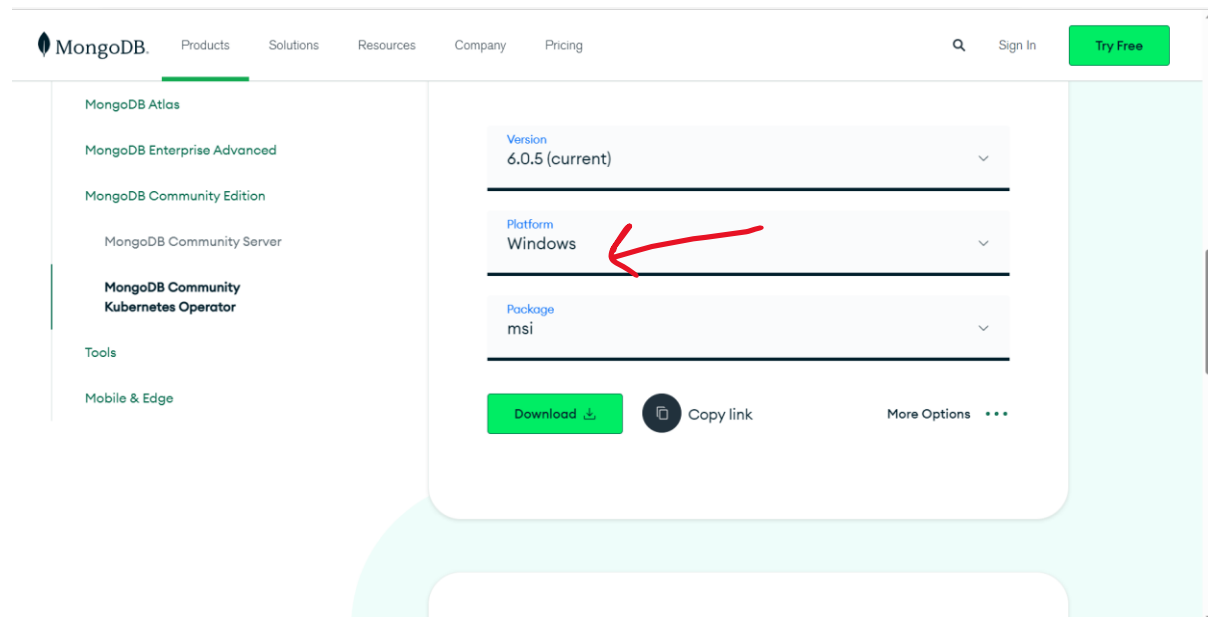 MongoDB.
Products Solutions Resources Company Pricing
Sign In
Try Free
MongoDB Atlas
MongoDB Enterprise Advanced
MongoDB Community Edition
MongoDB Community Server
MongoDB Community
Kubernetes Operator
Tools
Mobile & Edge
Version
6.0.5 (current)
Platform
Windows
Package
msi
Download
Copy link
More Options